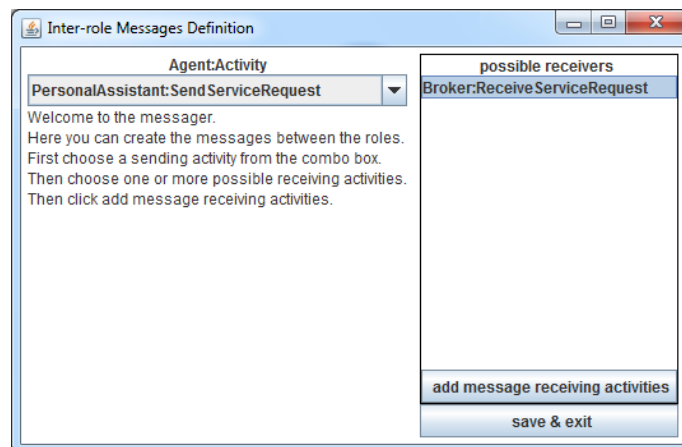 Inter-role Messages Definition
Agent:Activity
PersonalAssistant:SendServiceRequest
Welcome to the messager.
Here you can create the messages between the roles.
First choose a sending activity from the combo box.
Then choose one or more possible receiving activities.
Then click add message receiving activities.
possible receivers
Broker:ReceiveServiceRequest
add message receiving activities
save & exit